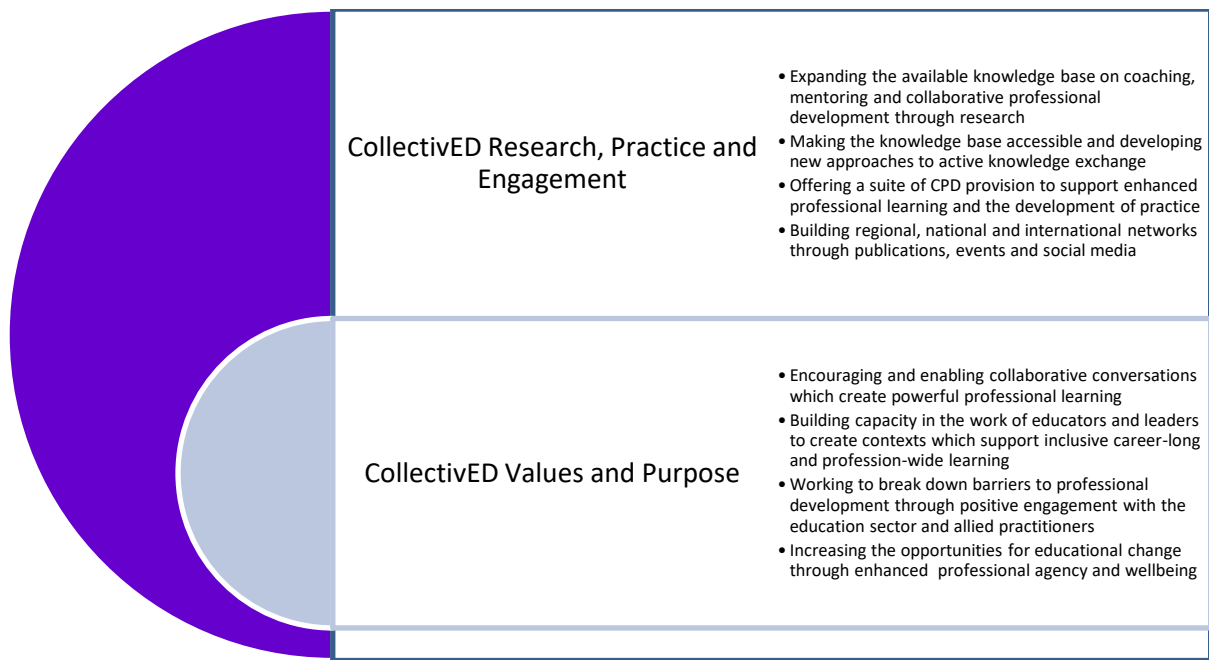 CollectivED Research, Practice and
Engagement
• Expanding the available knowledge base on coaching,
mentoring and collaborative professional
development through research
• Making the knowledge base accessible and developing
new approaches to active knowledge exchange
• Offering a suite of CPD provision to support enhanced
professional learning and the development of practice
• Building regional, national and international networks
through publications, events and social media
CollectivED Values and Purpose
• Encouraging and enabling collaborative conversations
which create powerful professional learning
• Building capacity in the work of educators and leaders
to create contexts which support inclusive career-long
and profession-wide learning
• Working to break down barriers to professional
development through positive engagement with the
education sector and allied practitioners
• Increasing the opportunities for educational change
through enhanced  professional agency and wellbeing